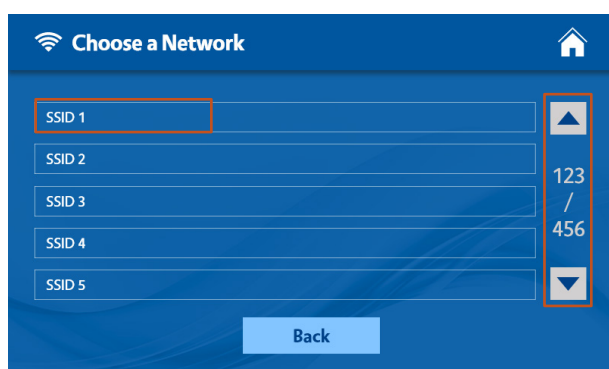 Choose a Network
SSID 1
SSID 2
SSID 3
SSID 4
SSID 5
123
/
456
Back